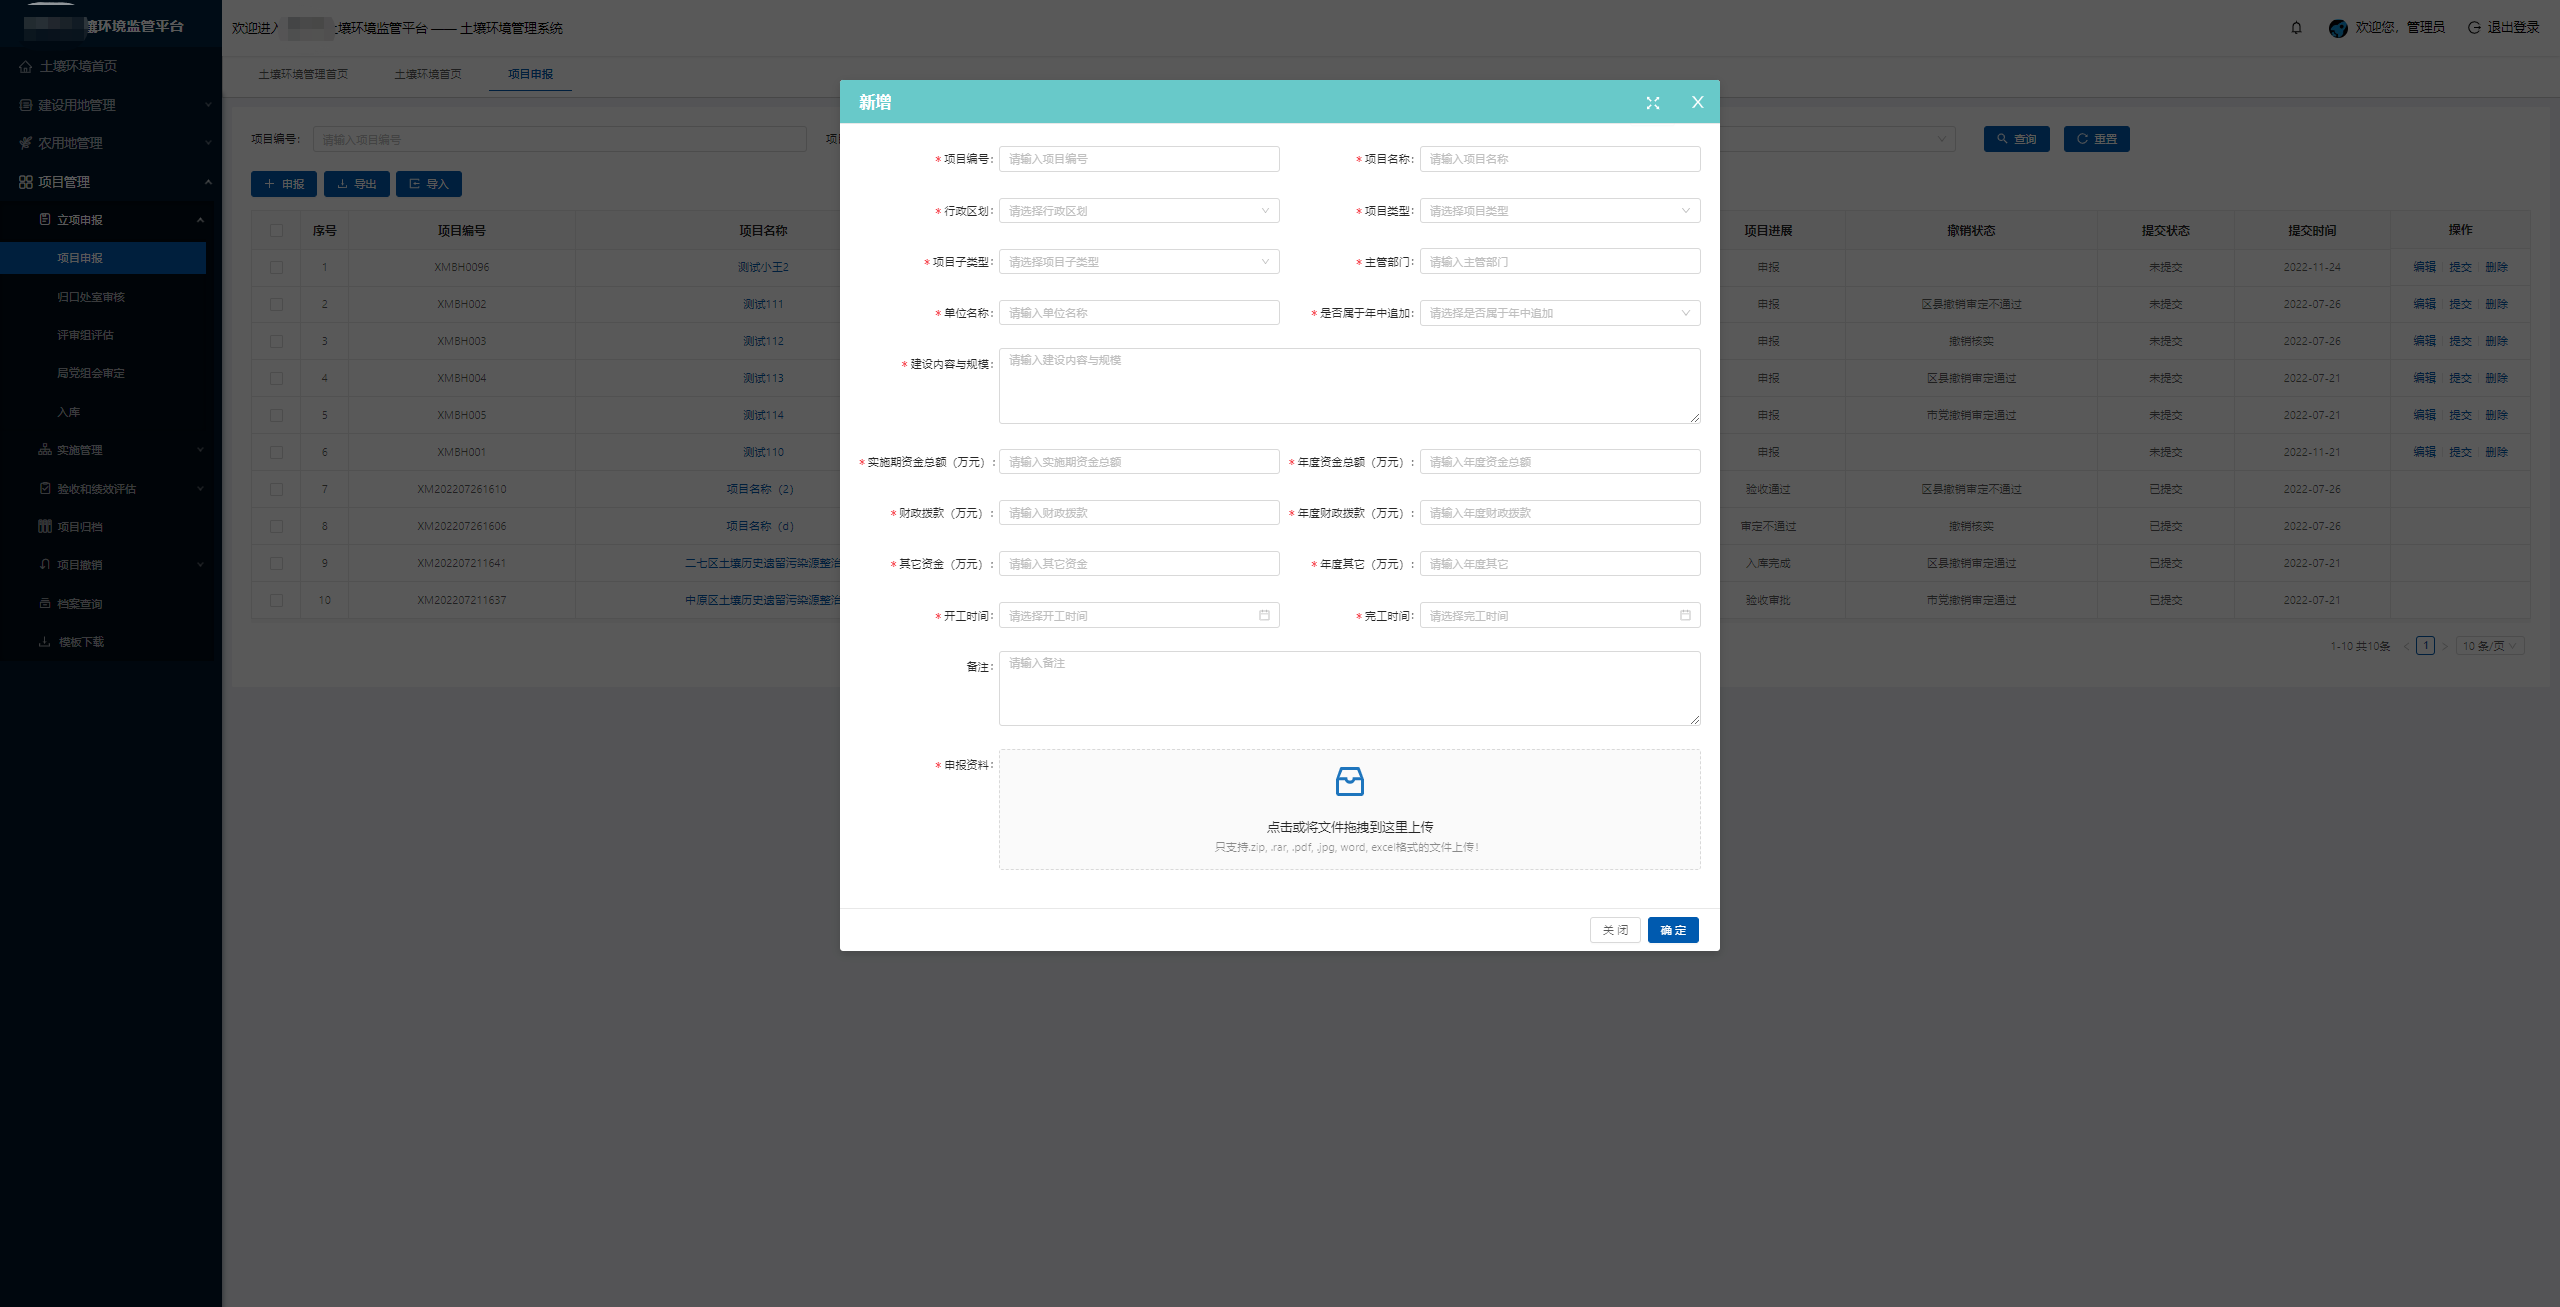 壤环境监管平台
欢迎进入 土壤环境监管平台 —— 土壤环境管理系统
欢迎您，管理员
退出登录
土壤环境首页
建设用地管理
农用地管理
项目管理
立项申报
项目申报
归口处室审核
评审组评估
局党组会审定
入库
实施管理
验收和绩效评估
项目归档
项目撤销
档案查询
模板下载
土壤环境管理首页 土壤环境首页 项目申报
项目编号: 请输入项目编号
查询 重置
申报 导出 导入
序号 项目编号 项目名称 项目进展 撤销状态 提交状态 提交时间 操作
1 XMBH0096 测试小王2 申报 未提交 2022-11-24 编辑 提交 删除
2 XMBH002 测试111 申报 区县撤销审定不通过 未提交 2022-07-26 编辑 提交 删除
3 XMBH003 测试112 申报 撤销核实 未提交 2022-07-26 编辑 提交 删除
4 XMBH004 测试113 申报 区县撤销审定通过 未提交 2022-07-21 编辑 提交 删除
5 XMBH005 测试114 申报 市党撤销审定通过 未提交 2022-07-21 编辑 提交 删除
6 XMBH001 测试110 申报 未提交 2022-11-21 编辑 提交 删除
7 XM202207261610 项目名称（2） 验收通过 区县撤销审定不通过 已提交 2022-07-26
8 XM202207261606 项目名称（d） 审定不通过 撤销核实 已提交 2022-07-26
9 XM202207211641 二七区土壤历史遗留污染源整治 入库完成 区县撤销审定通过 已提交 2022-07-21
10 XM202207211637 中原区土壤历史遗留污染源整治 验收审批 市党撤销审定通过 已提交 2022-07-21
1-10 共10条 < 1 > 10 条/页
新增
* 项目编号: 请输入项目编号
* 项目名称: 请输入项目名称
* 行政区划: 请选择行政区划
* 项目类型: 请选择项目类型
* 项目子类型: 请选择项目子类型
* 主管部门: 请输入主管部门
* 单位名称: 请输入单位名称
* 是否属于年中追加: 请选择是否属于年中追加
* 建设内容与规模: 请输入建设内容与规模
* 实施期资金总额（万元）: 请输入实施期资金总额
* 年度资金总额（万元）: 请输入年度资金总额
* 财政拨款（万元）: 请输入财政拨款
* 年度财政拨款（万元）: 请输入年度财政拨款
* 其它资金（万元）: 请输入其它资金
* 年度其它（万元）: 请输入年度其它
* 开工时间: 请选择开工时间
* 完工时间: 请选择完工时间
备注: 请输入备注
* 申报资料:
点击或将文件拖拽到这里上传
只支持.zip, .rar, .pdf, .jpg, word, excel格式的文件上传!
关 闭 确 定